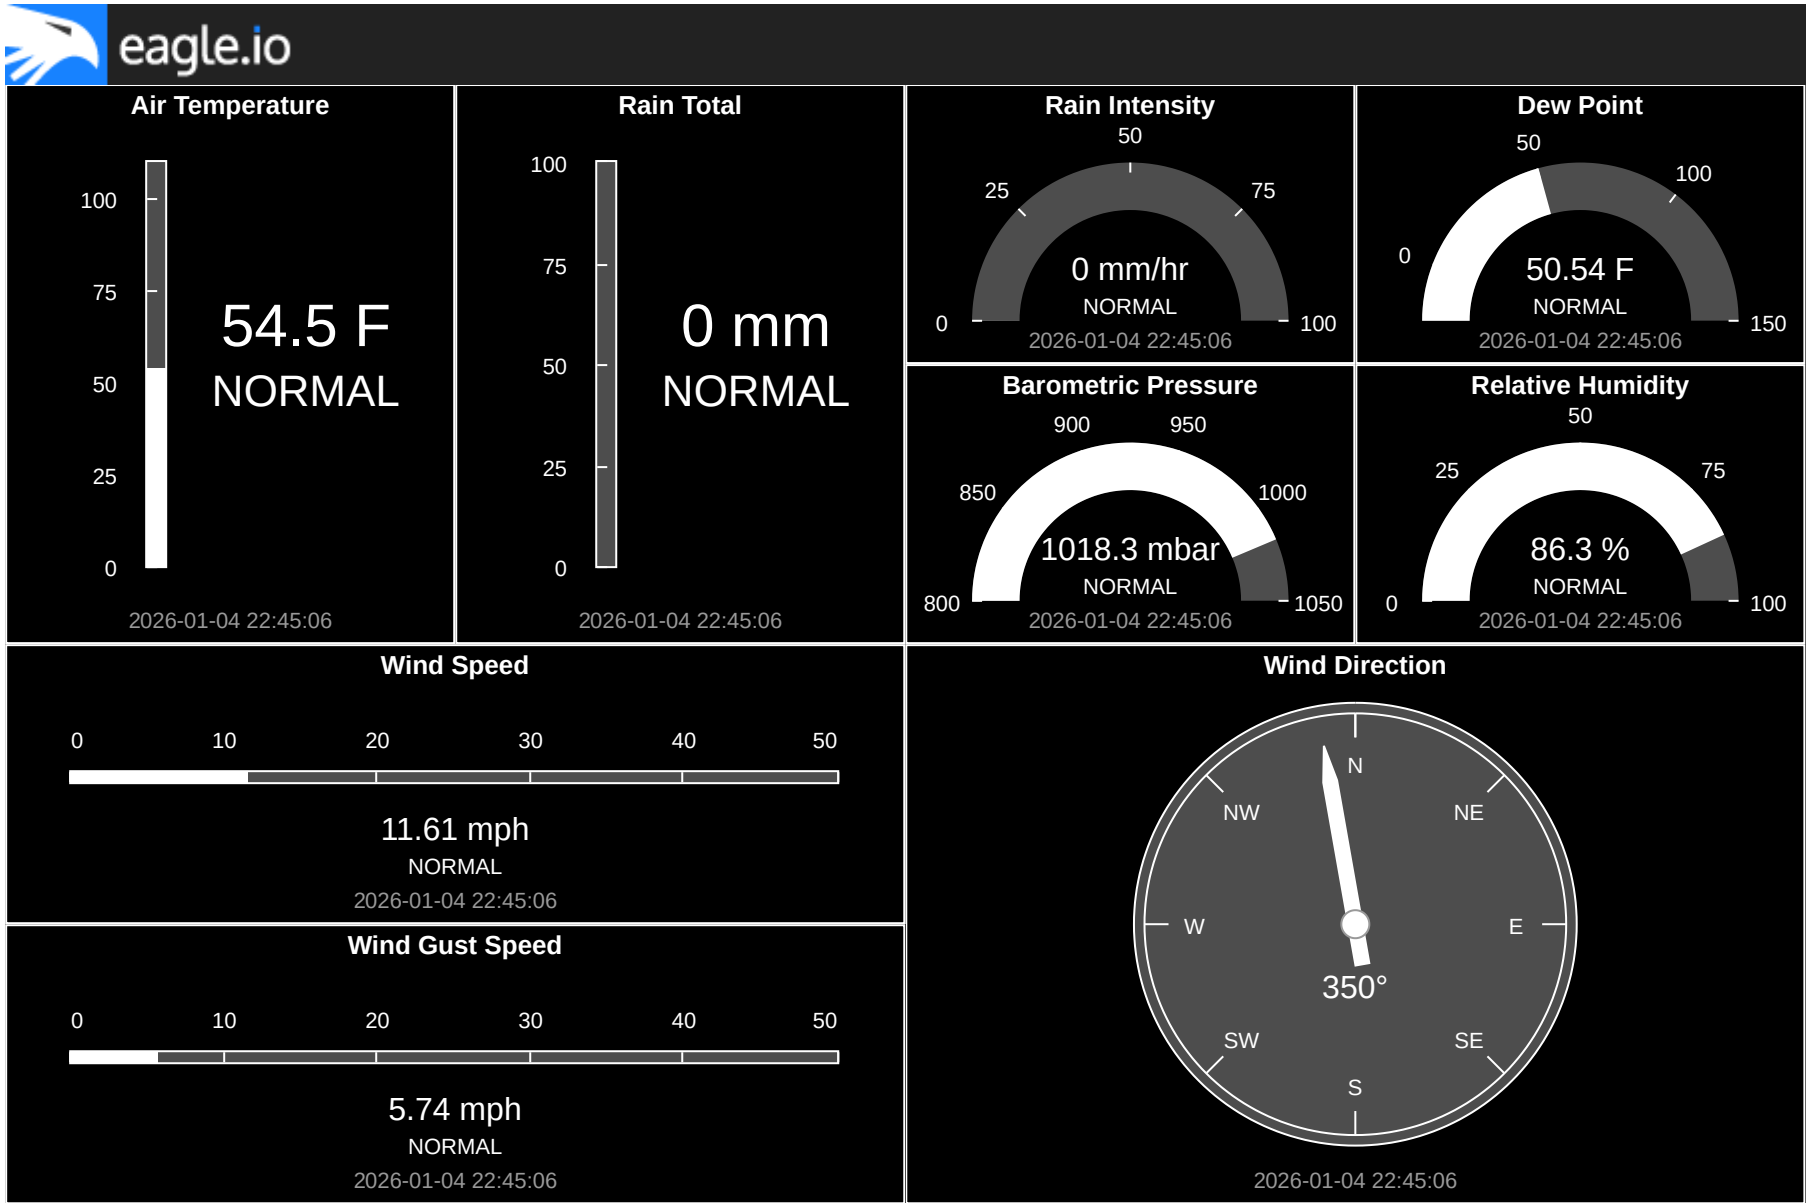 eagle.io
Air Temperature
100
75
50
25
0
54.5 F
NORMAL
2026-01-04 22:45:06
Rain Total
100
75
50
25
0
0 mm
NORMAL
2026-01-04 22:45:06
Rain Intensity
50
25
75
0
100
0 mm/hr
NORMAL
2026-01-04 22:45:06
Dew Point
50
100
0
150
50.54 F
NORMAL
2026-01-04 22:45:06
Barometric Pressure
900
950
850
1000
800
1050
1018.3 mbar
NORMAL
2026-01-04 22:45:06
Relative Humidity
50
25
75
0
100
86.3 %
NORMAL
2026-01-04 22:45:06
Wind Speed
0 10 20 30 40 50
11.61 mph
NORMAL
2026-01-04 22:45:06
Wind Gust Speed
0 10 20 30 40 50
5.74 mph
NORMAL
2026-01-04 22:45:06
Wind Direction
N
NW NE
W E
350°
SW SE
S
2026-01-04 22:45:06